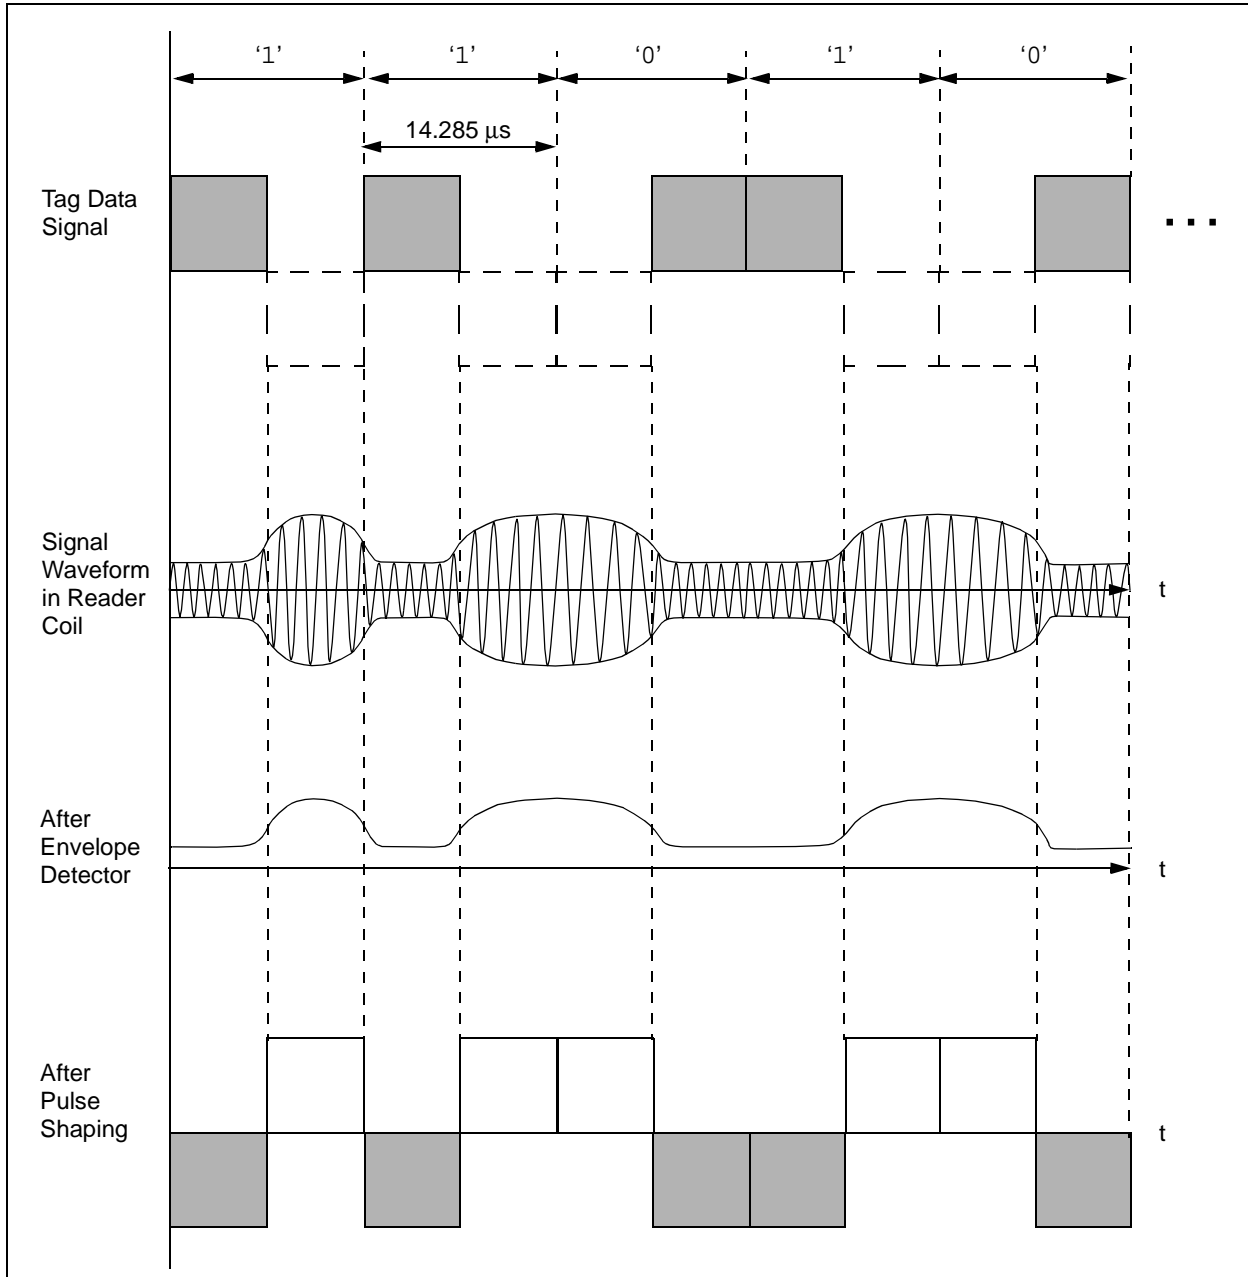 ‘1’ ‘1’ ‘0’ ‘1’ ‘0’
14.285 μs
Tag Data
Signal
. . .
Signal
Waveform
in Reader
Coil
t
After
Envelope
Detector
t
After
Pulse
Shaping
t